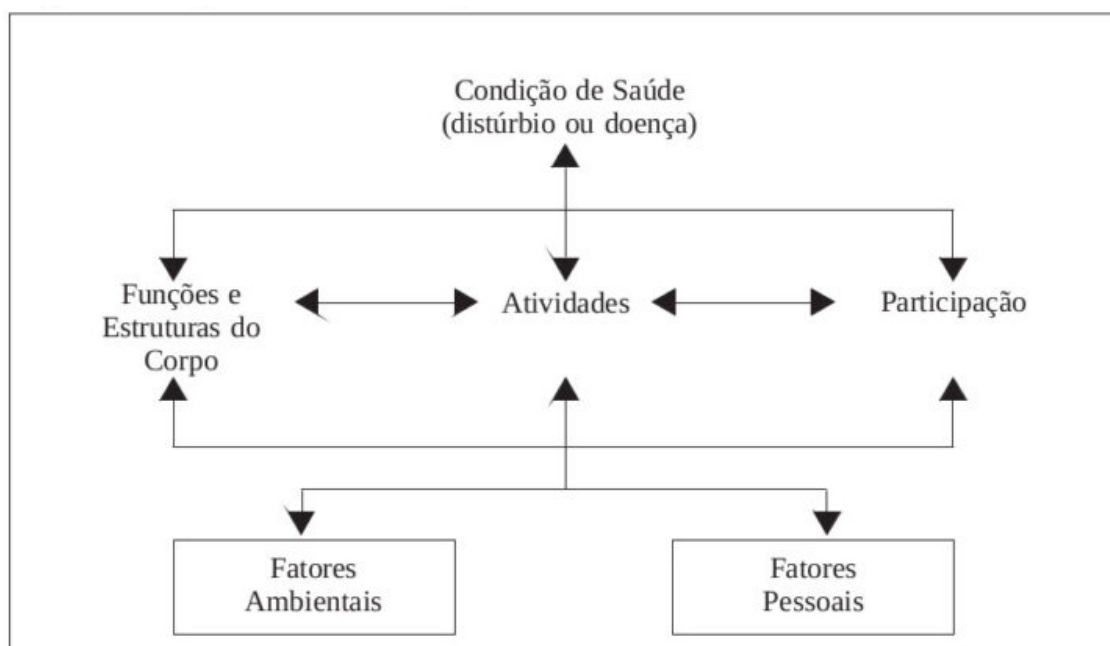 Condição de Saúde
(distúrbio ou doença)
Funções e
Estruturas do
Corpo
Atividades
Participação
Fatores
Ambientais
Fatores
Pessoais